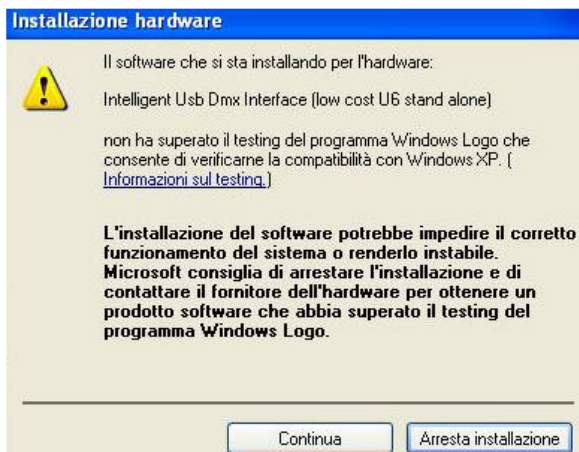 Installazione hardware
Il software che si sta installando per l'hardware:
Intelligent Usb Dmx Interface (low cost U6 stand alone)
non ha superato il testing del programma Windows Logo che
consente di verificarne la compatibilità con Windows XP. (
Informazioni sul testing.)
L'installazione del software potrebbe impedire il corretto
funzionamento del sistema o renderlo instabile.
Microsoft consiglia di arrestare l'installazione e di
contattare il fornitore dell'hardware per ottenere un
prodotto software che abbia superato il testing del
programma Windows Logo.
Continua
Arresta installazione